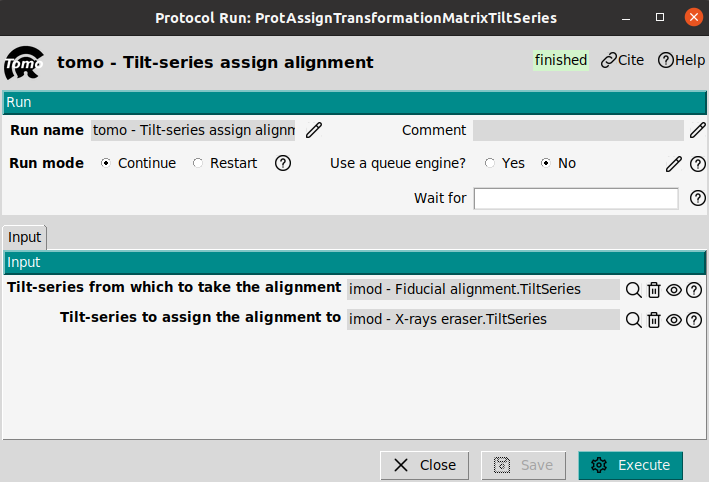 Protocol Run: ProtAssignTransformationMatrixTiltSeries
Tomo tomo - Tilt-series assign alignment finished Cite Help
Run
Run name tomo - Tilt-series assign alignm Comment
Run mode Continue Restart Use a queue engine? Yes No
Wait for
Input
Input
Tilt-series from which to take the alignment imod - Fiducial alignment.TiltSeries
Tilt-series to assign the alignment to imod - X-rays eraser.TiltSeries
Close Save Execute